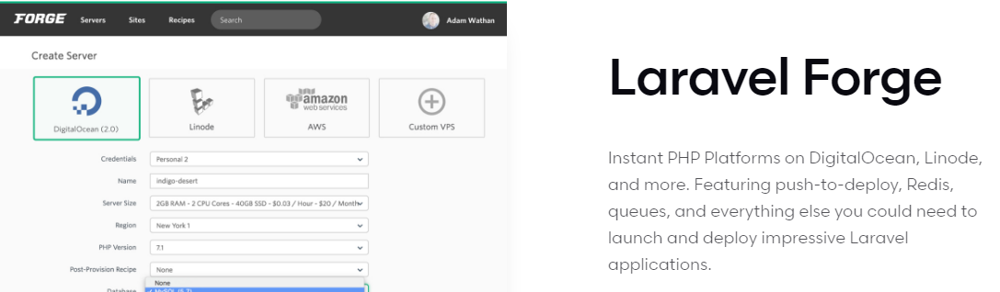 FORGE Servers Sites Recipes Search Adam Wathan
Create Server
DigitalOcean (2.0)
Linode
amazon
web services
AWS
Custom VPS
Credentials Personal 2
Name indigo-desert
Server Size 2GB RAM - 2 CPU Cores - 40GB SSD - $0.03 / Hour - $20 / Month
Region New York 1
PHP Version 7.1
Post-Provision Recipe None
None
Database MySQL (5.7)
Laravel Forge
Instant PHP Platforms on DigitalOcean, Linode,
and more. Featuring push-to-deploy, Redis,
queues, and everything else you could need to
launch and deploy impressive Laravel
applications.